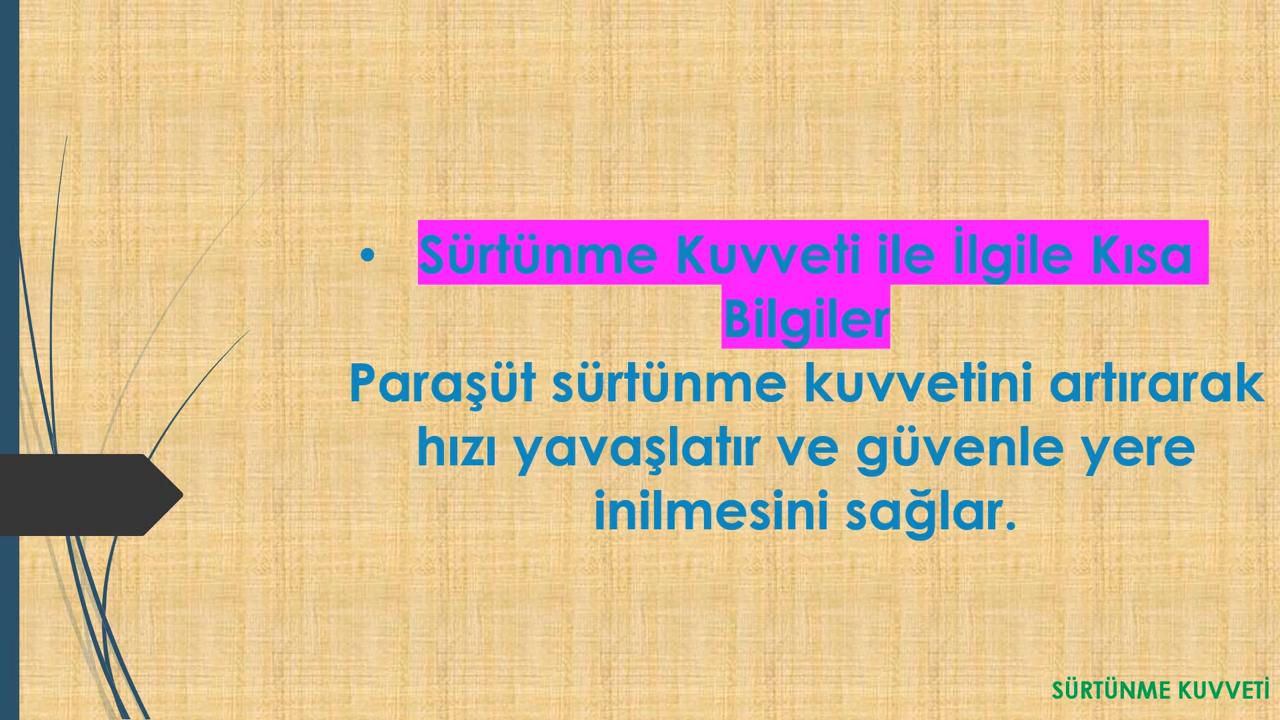 • Sürtünme Kuvveti ile İlgile Kısa
Bilgiler
Paraşüt sürtünme kuvvetini artırarak
hızı yavaşlatır ve güvenle yere
inilmesini sağlar.
SÜRTÜNME KUVVETİ